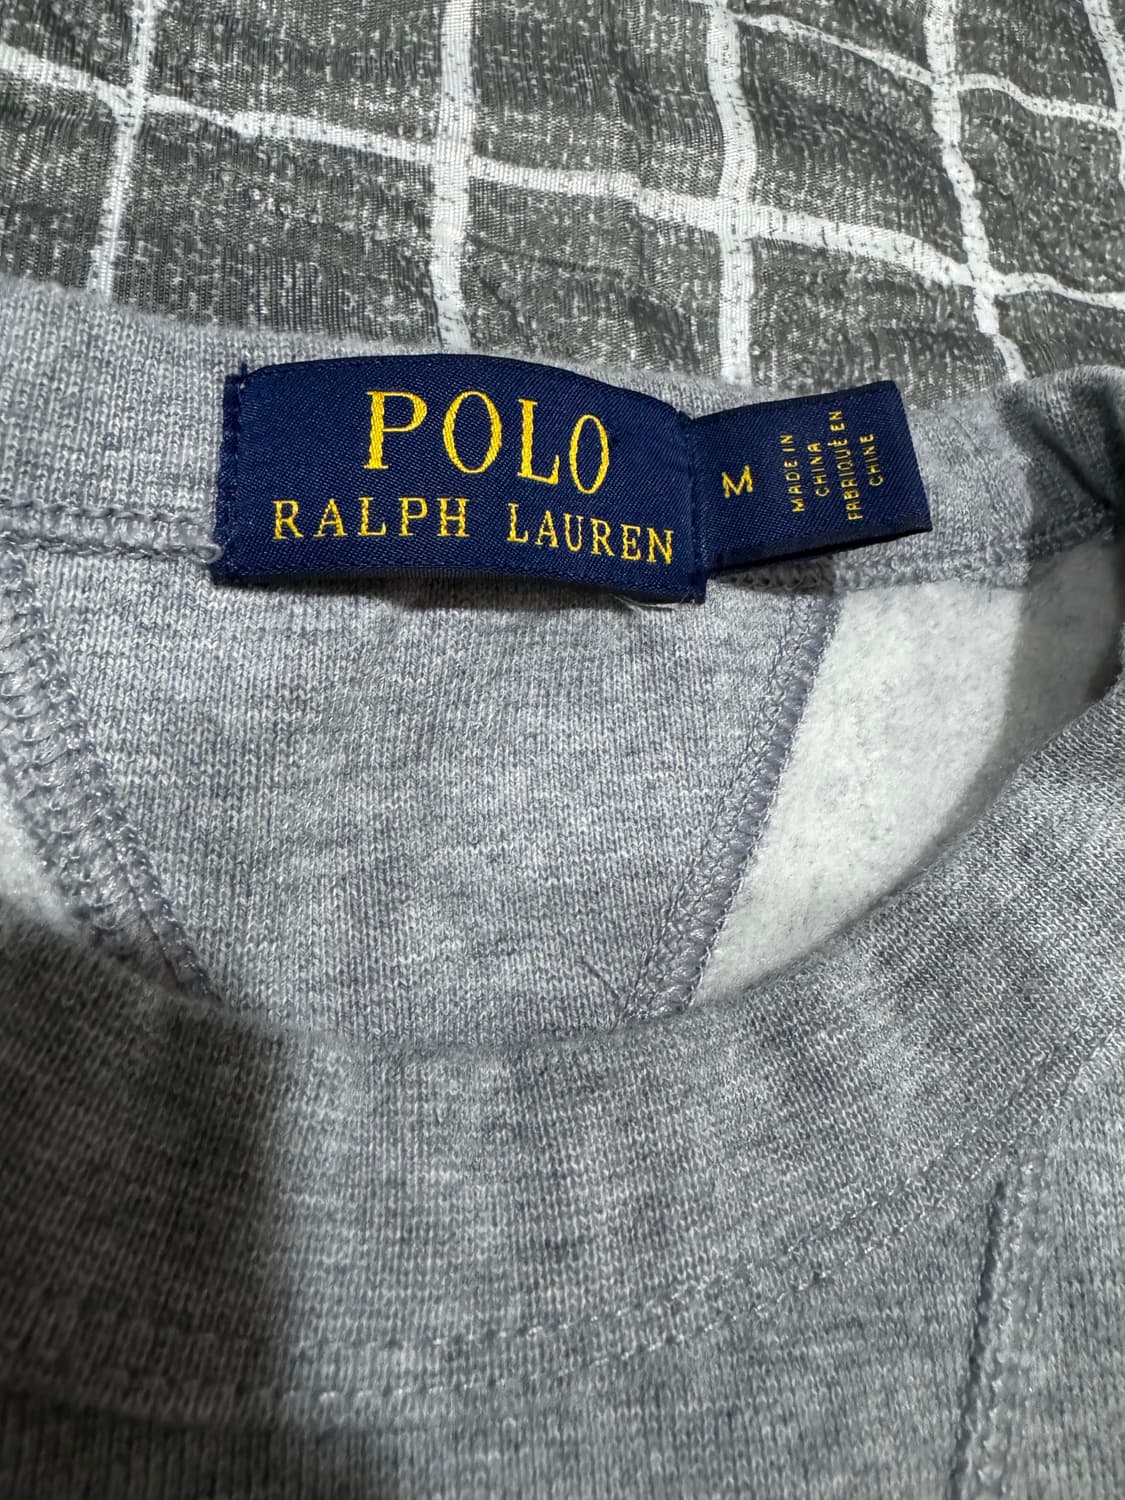 POLO
RALPH LAUREN
M
MADE IN
CHINA
FABRIQUÉ EN
CHINE